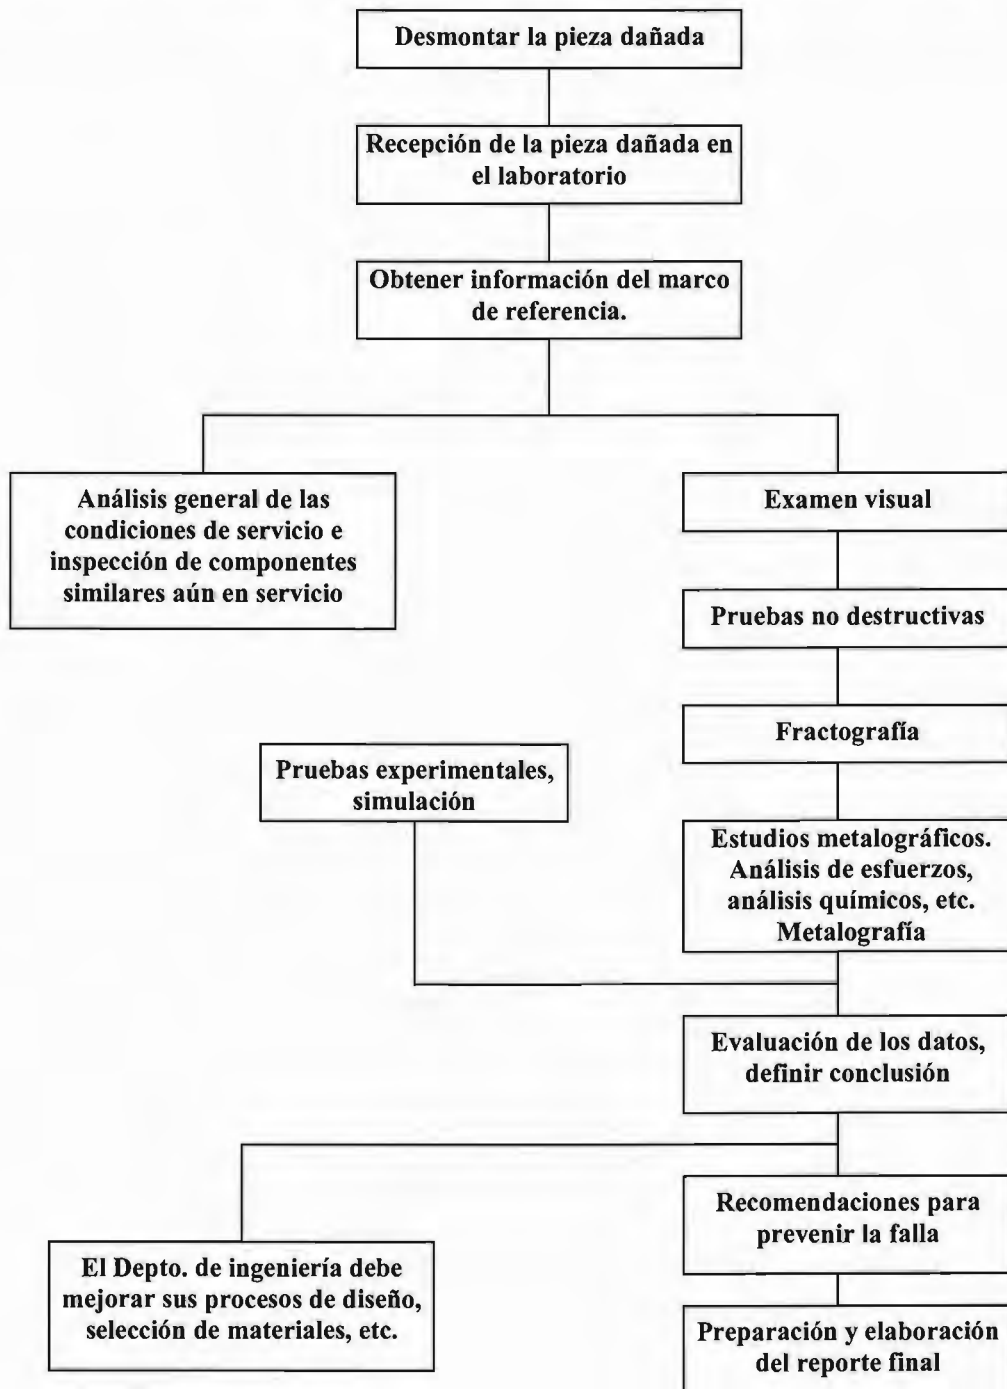 Desmontar la pieza dañada
Recepción de la pieza dañada en
el laboratorio
Obtener información del marco
de referencia.
Análisis general de las
condiciones de servicio e
inspección de componentes
similares aún en servicio
Examen visual
Pruebas no destructivas
Fractografía
Pruebas experimentales,
simulación
Estudios metalográficos.
Análisis de esfuerzos,
análisis químicos, etc.
Metalografía
Evaluación de los datos,
definir conclusión
Recomendaciones para
prevenir la falla
El Depto. de ingeniería debe
mejorar sus procesos de diseño,
selección de materiales, etc.
Preparación y elaboración
del reporte final